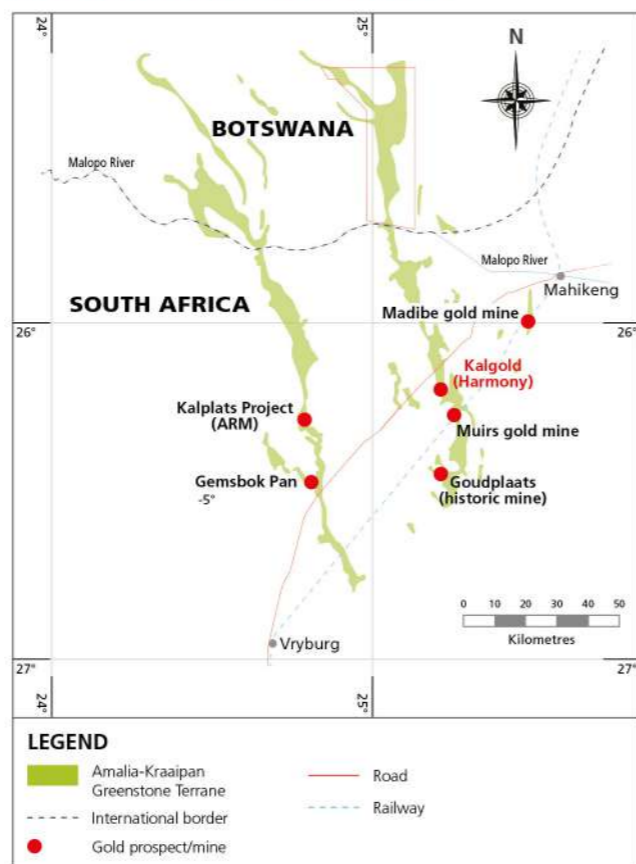 24°
25°
N
BOTSWANA
Malopo River
Malopo River
Mahikeng
SOUTH AFRICA
26°
26°
Madibe gold mine
Kalgold
(Harmony)
Kalplats Project
(ARM)
Muirs gold mine
Gemsbok Pan
-5°
Goudplaats
(historic mine)
0 10 20 30 40 50
Kilometres
Vryburg
27°
27°
24°
25°
LEGEND
Amalia-Kraaipan
Greenstone Terrane
International border
Gold prospect/mine
Road
Railway